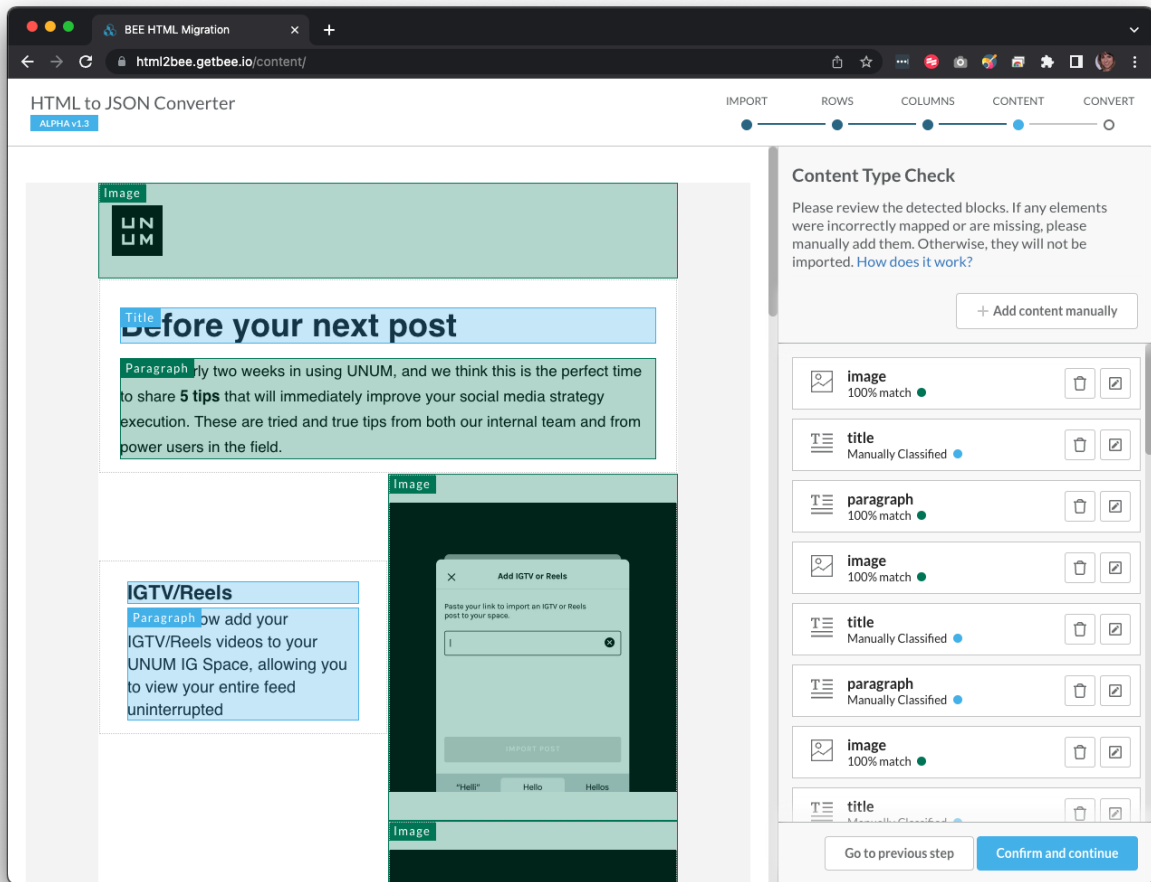 BEE HTML Migration
html2bee.getbee.io/content/
HTML to JSON Converter
ALPHA v1.3
IMPORT
ROWS
COLUMNS
CONTENT
CONVERT
Image
UN
UM
Title
Before your next post
Paragraph
rly two weeks in using UNUM, and we think this is the perfect time
to share 5 tips that will immediately improve your social media strategy
execution. These are tried and true tips from both our internal team and from
power users in the field.
Image
Add IGTV or Reels
Paste your link to import an IGTV or Reels
post to your space.
IMPORT POST
"Helli"
Hello
Hellos
IGTV/Reels
Paragraph
ow add your
IGTV/Reels videos to your
UNUM IG Space, allowing you
to view your entire feed
uninterrupted
Image
Content Type Check
Please review the detected blocks. If any elements
were incorrectly mapped or are missing, please
manually add them. Otherwise, they will not be
imported. How does it work?
+ Add content manually
image
100% match
title
Manually Classified
paragraph
100% match
image
100% match
title
Manually Classified
paragraph
Manually Classified
image
100% match
title
Manually Classified
Go to previous step
Confirm and continue